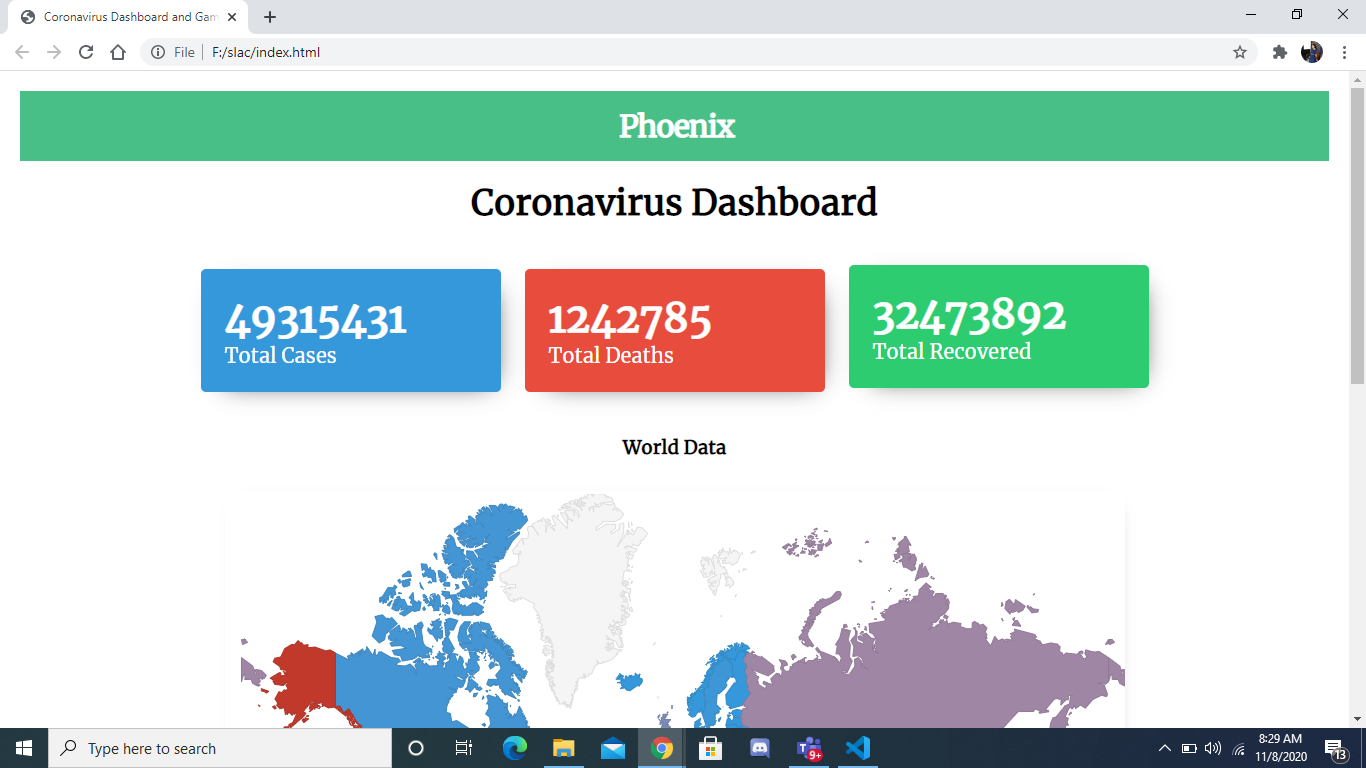 Coronavirus Dashboard and Gam
File
F:/slac/index.html
Phoenix
Coronavirus Dashboard
49315431
Total Cases
1242785
Total Deaths
32473892
Total Recovered
World Data
Type here to search
9+
8:29 AM
11/8/2020
13